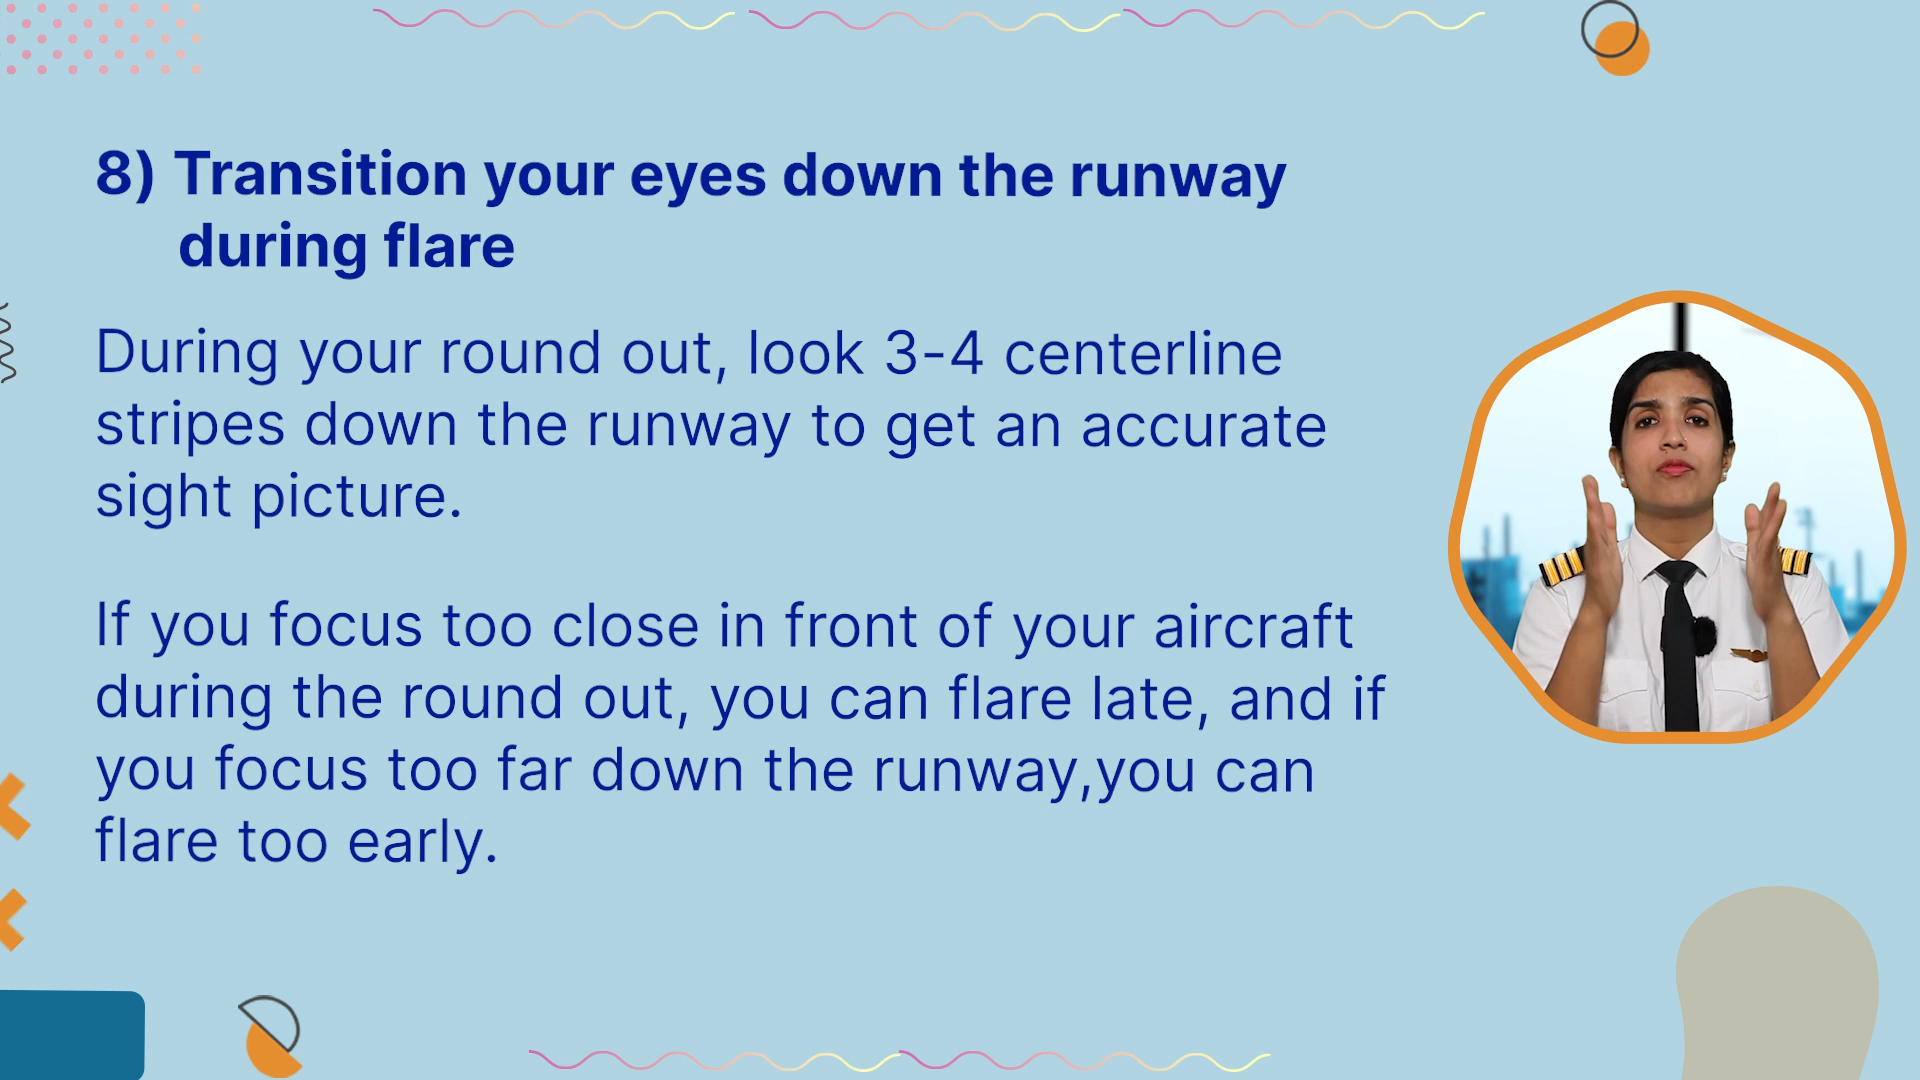 8) Transition your eyes down the runway
during flare
During your round out, look 3-4 centerline
stripes down the runway to get an accurate
sight picture.
If you focus too close in front of your aircraft
during the round out, you can flare late, and if
you focus too far down the runway,you can
flare too early.